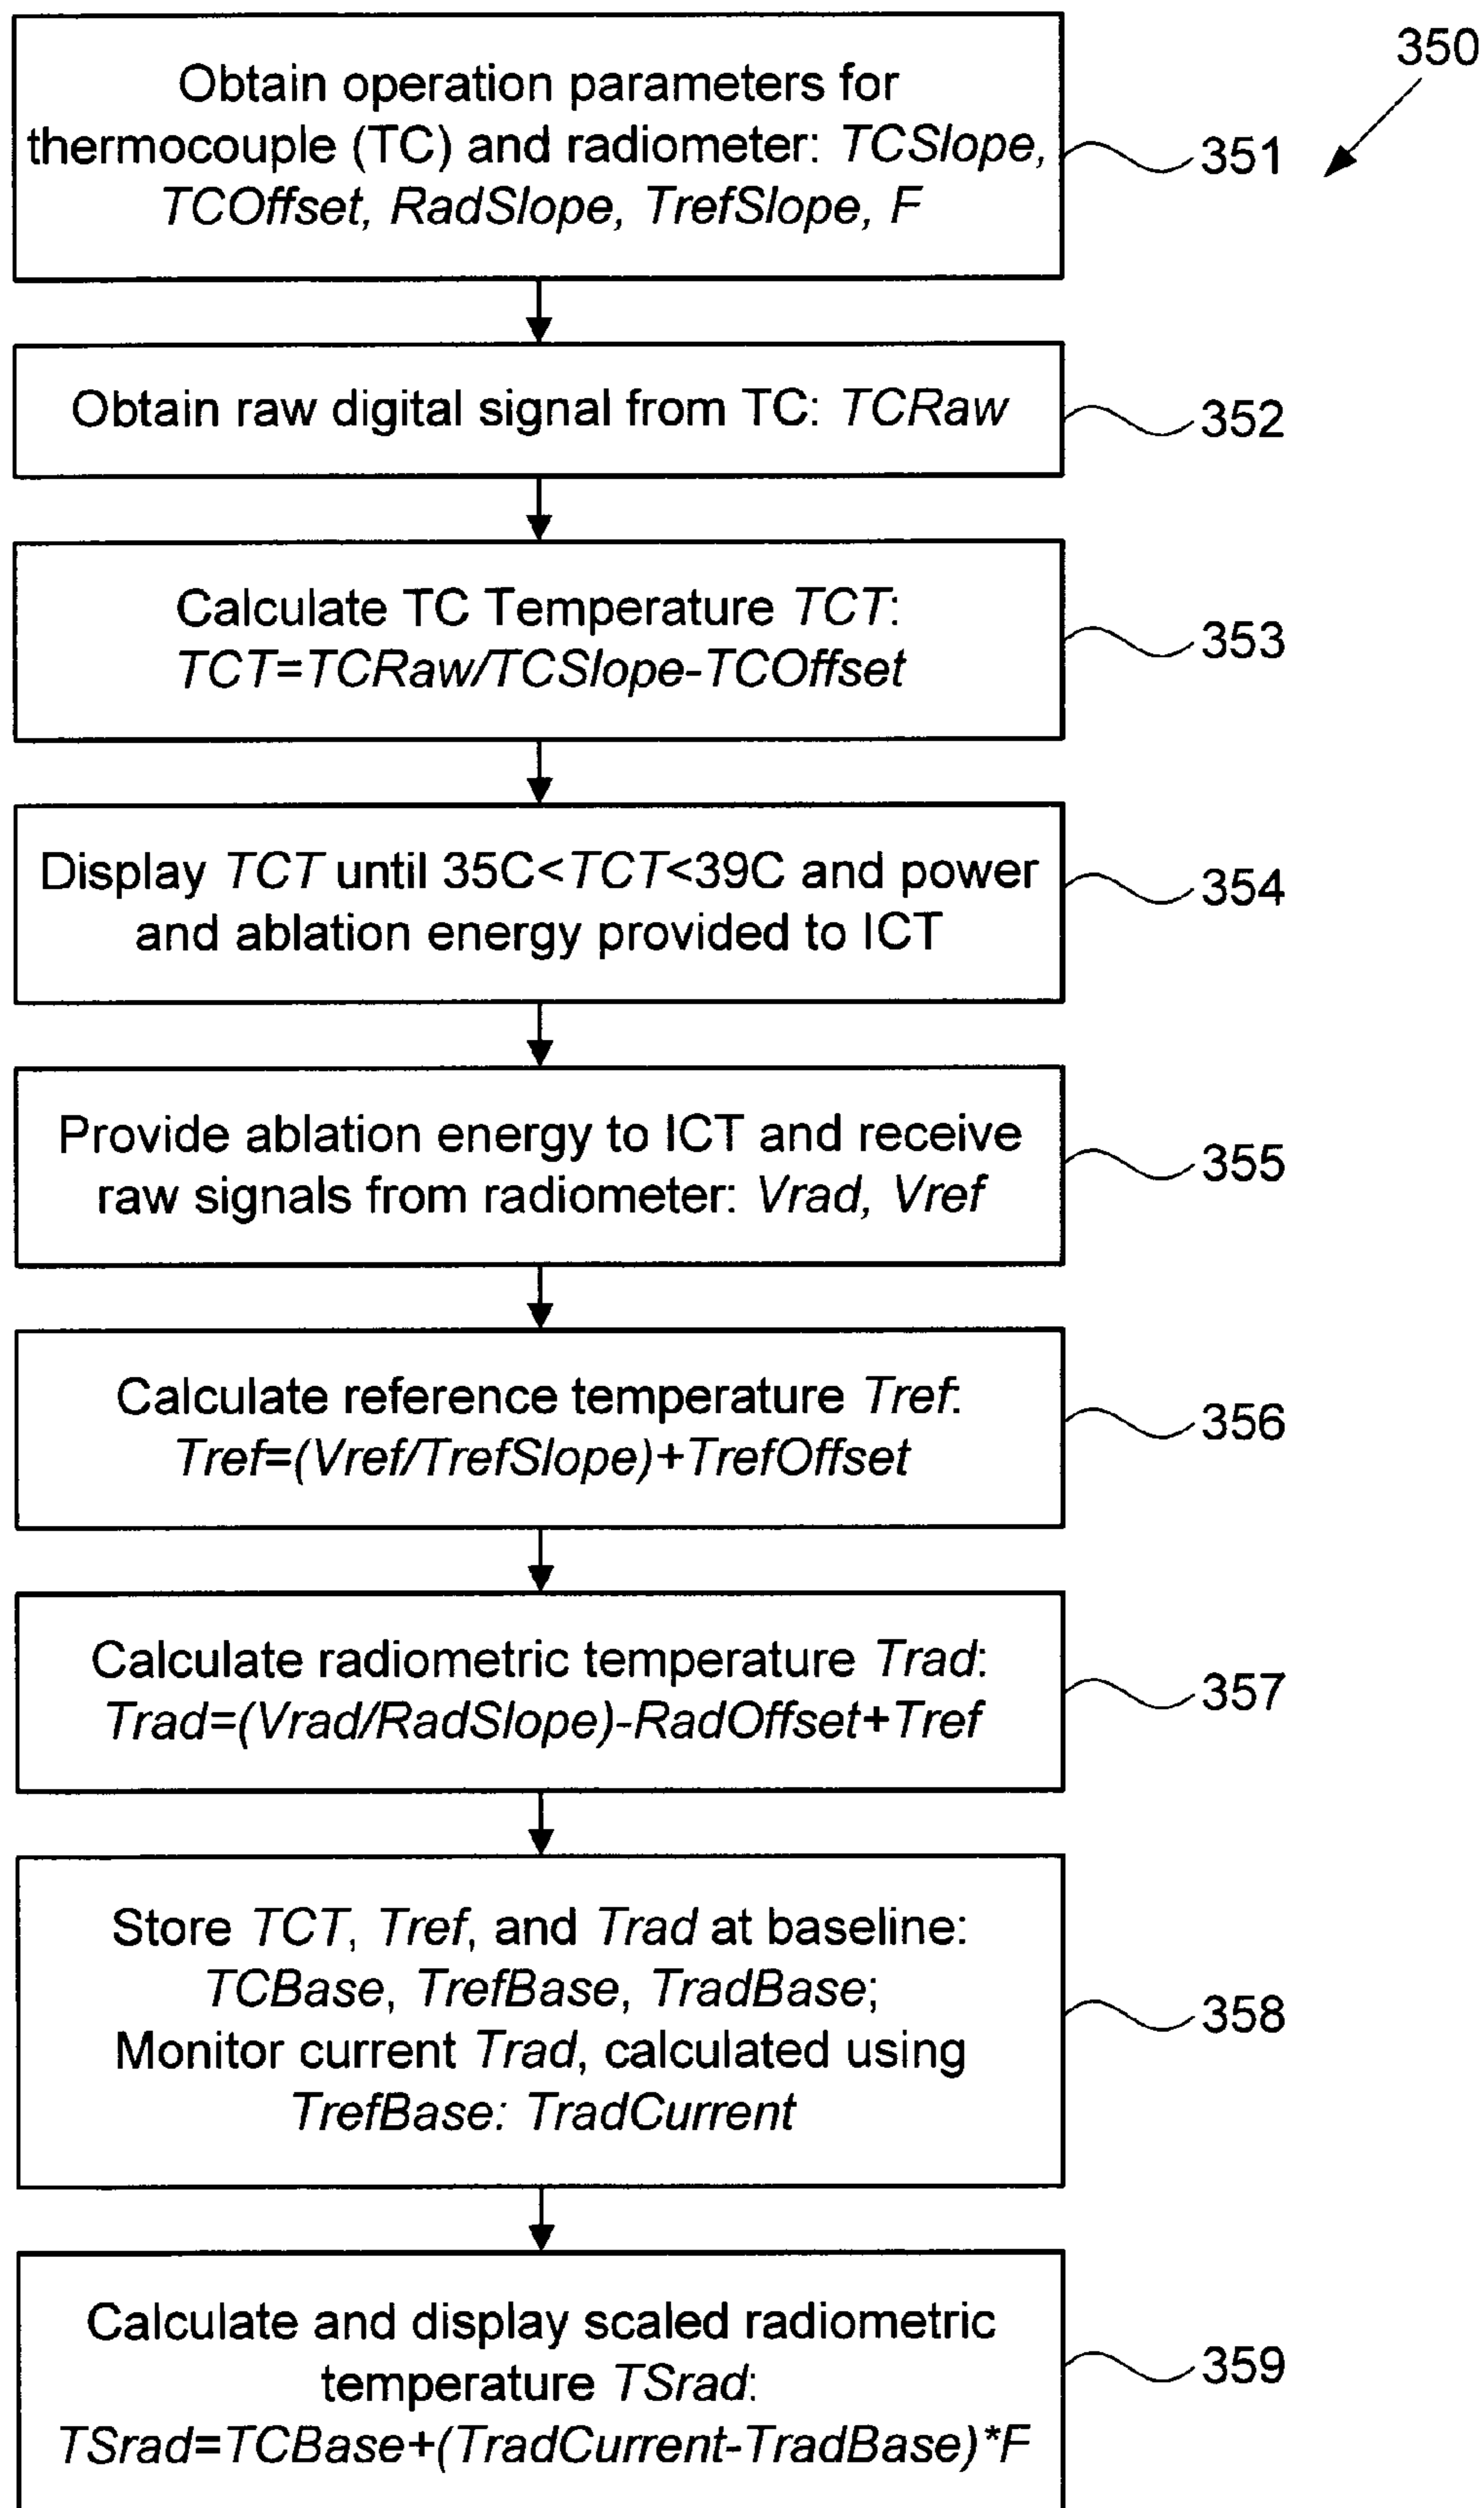 350
Obtain operation parameters for
thermocouple (TC) and radiometer: TCSlope,
TCOffset, RadSlope, TrefSlope, F
351
Obtain raw digital signal from TC: TCRaw
352
Calculate TC Temperature TCT:
TCT=TCRaw/TCSlope-TCOffset
353
Display TCT until 35C<TCT<39C and power
and ablation energy provided to ICT
354
Provide ablation energy to ICT and receive
raw signals from radiometer: Vrad, Vref
355
Calculate reference temperature Tref:
Tref=(Vref/TrefSlope)+TrefOffset
356
Calculate radiometric temperature Trad:
Trad=(Vrad/RadSlope)-RadOffset+Tref
357
Store TCT, Tref, and Trad at baseline:
TCBase, TrefBase, TradBase;
Monitor current Trad, calculated using
TrefBase: TradCurrent
358
Calculate and display scaled radiometric
temperature TSrad:
TSrad=TCBase+(TradCurrent-TradBase)*F
359